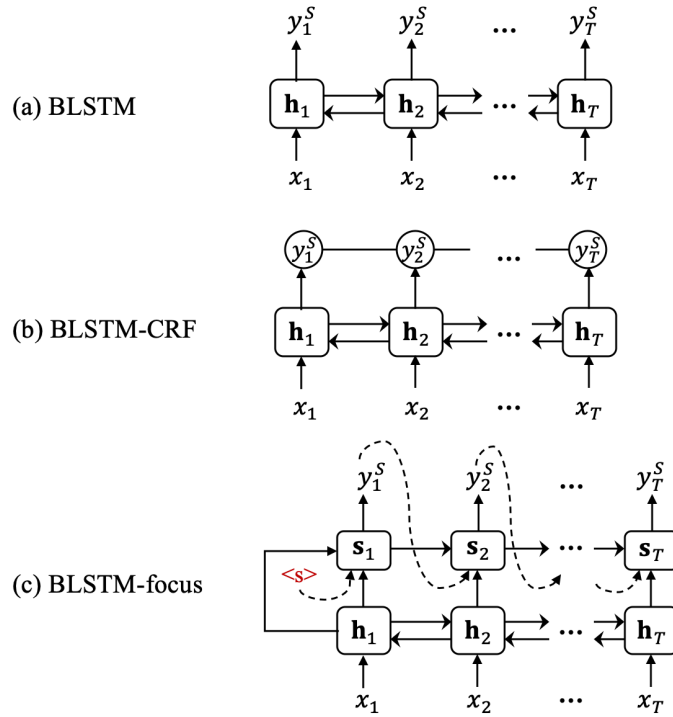 y_1^S y_2^S ... y_T^S
(a) BLSTM h_1 h_2 ... h_T
x_1 x_2 ... x_T
y_1^S y_2^S ... y_T^S
(b) BLSTM-CRF h_1 h_2 ... h_T
x_1 x_2 ... x_T
y_1^S y_2^S ... y_T^S
s_1 s_2 ... s_T
(c) BLSTM-focus <s>
h_1 h_2 ... h_T
x_1 x_2 ... x_T